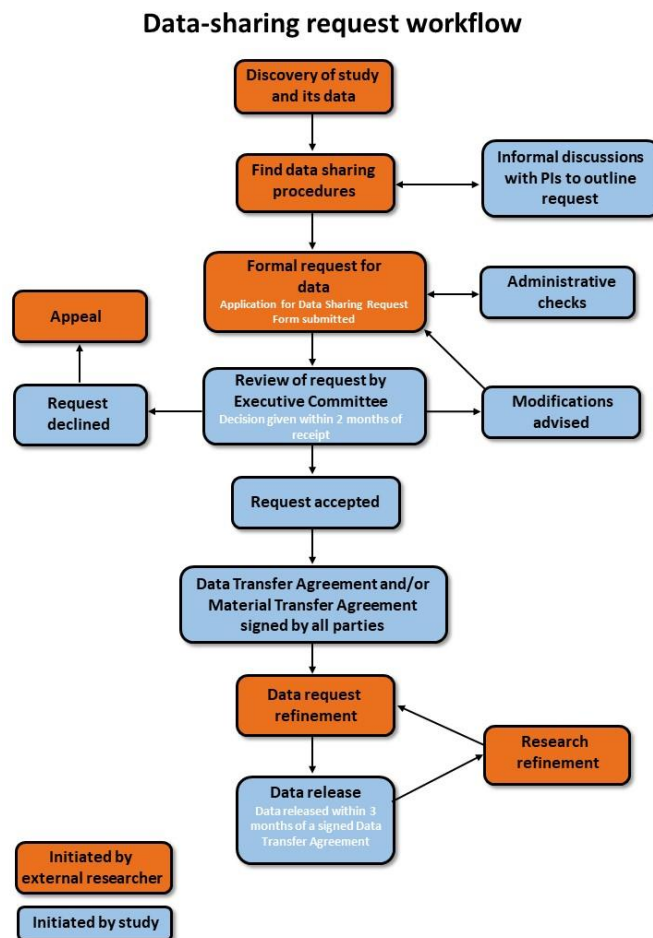 Data-sharing request workflow
Discovery of study
and its data
Find data sharing
procedures
Informal discussions
with PIs to outline
request
Formal request for
data
Application for Data Sharing Request
Form submitted
Administrative
checks
Appeal
Request
declined
Review of request by
Executive Committee
Decision given within 2 months of
receipt
Modifications
advised
Request accepted
Data Transfer Agreement and/or
Material Transfer Agreement
signed by all parties
Data request
refinement
Research
refinement
Data release
Data released within 3
months of a signed Data
Transfer Agreement
Initiated by
external researcher
Initiated by study